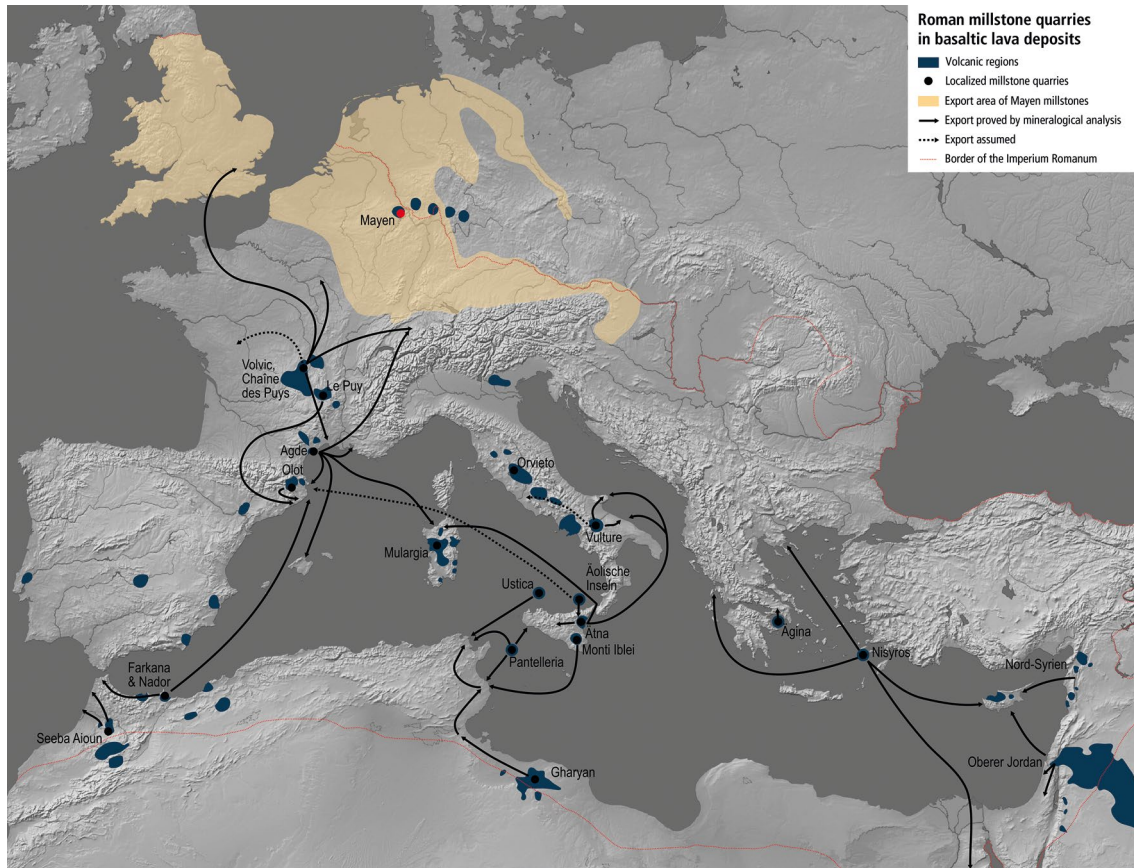 Roman millstone quarries
in basaltic lava deposits
Volcanic regions
Localized millstone quarries
Export area of Mayen millstones
Export proved by mineralogical analysis
Export assumed
Border of the Imperium Romanum
Mayen
Volvic,
Chaîne
des Puys
Le Puy
Agde
Olot
Orvieto
Vulture
Mulargia
Ustica
Äolische
Inseln
Ätna
Monti Iblei
Pantelleria
Agina
Nisyros
Nord-Syrien
Farkana
& Nador
Seeba Aioun
Gharyan
Oberer Jordan